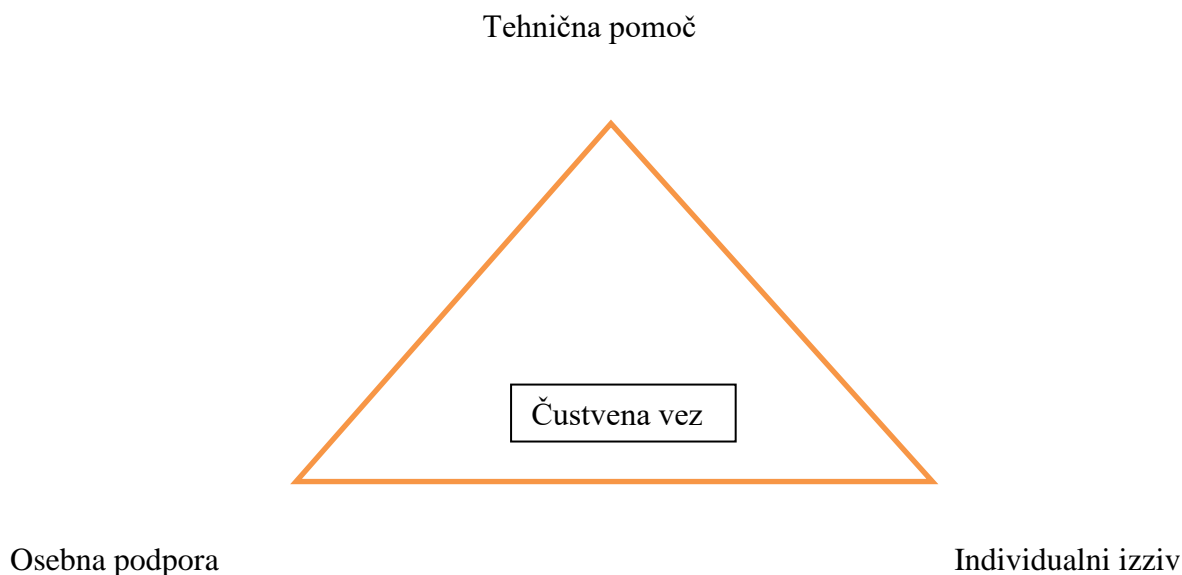 Tehnična pomoč
Čustvena vez
Osebna podpora
Individualni izziv